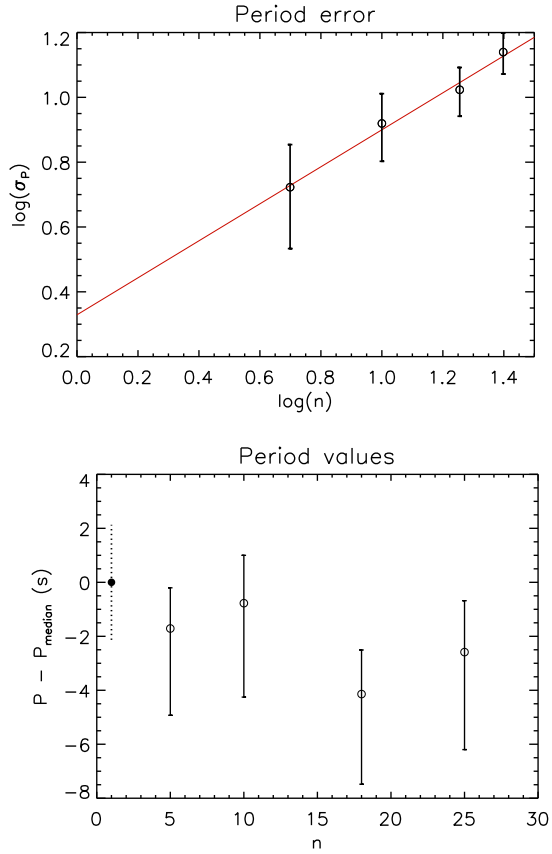 Period error
1.2
1.0
0.8
0.6
0.4
0.2
log(σP)
0.0 0.2 0.4 0.6 0.8 1.0 1.2 1.4
log(n)
Period values
4
2
0
−2
−4
−6
−8
P − Pmedian (s)
0 5 10 15 20 25 30
n